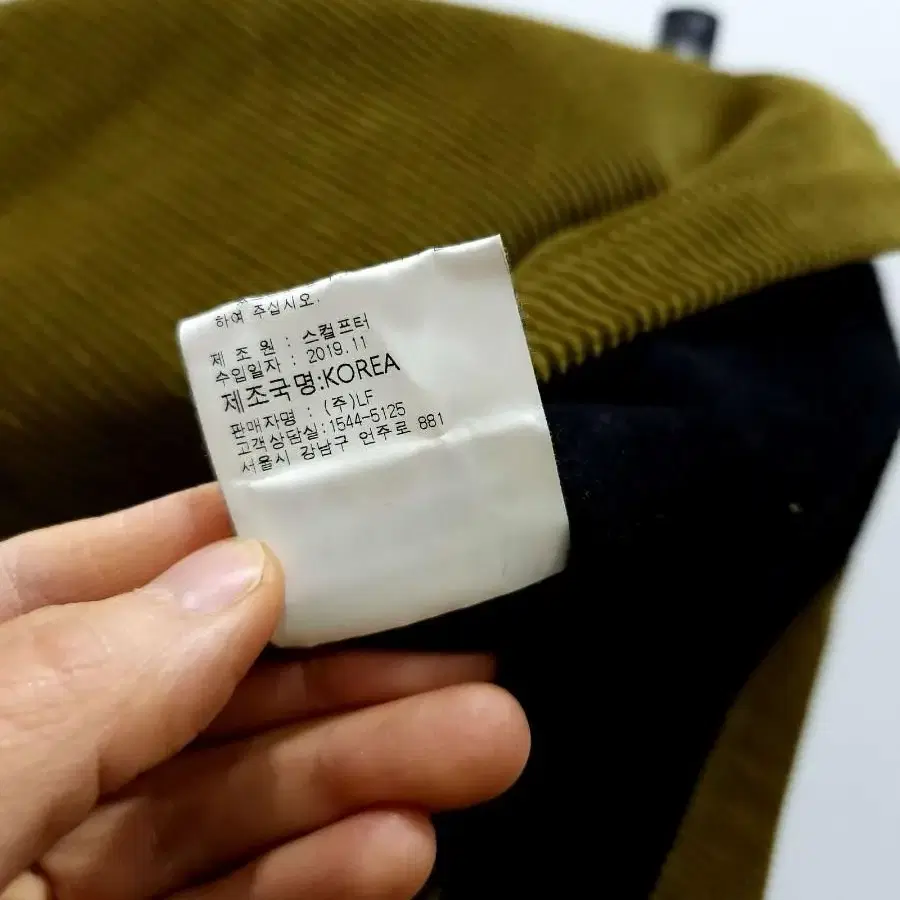 하여 주십시오.
제 조 원 : 스컬프터
수입일자 : 2019.11
제조국명:KOREA
판매자명 : (주)LF
고객상담실:1544-5125
서울시 강남구 언주로 881